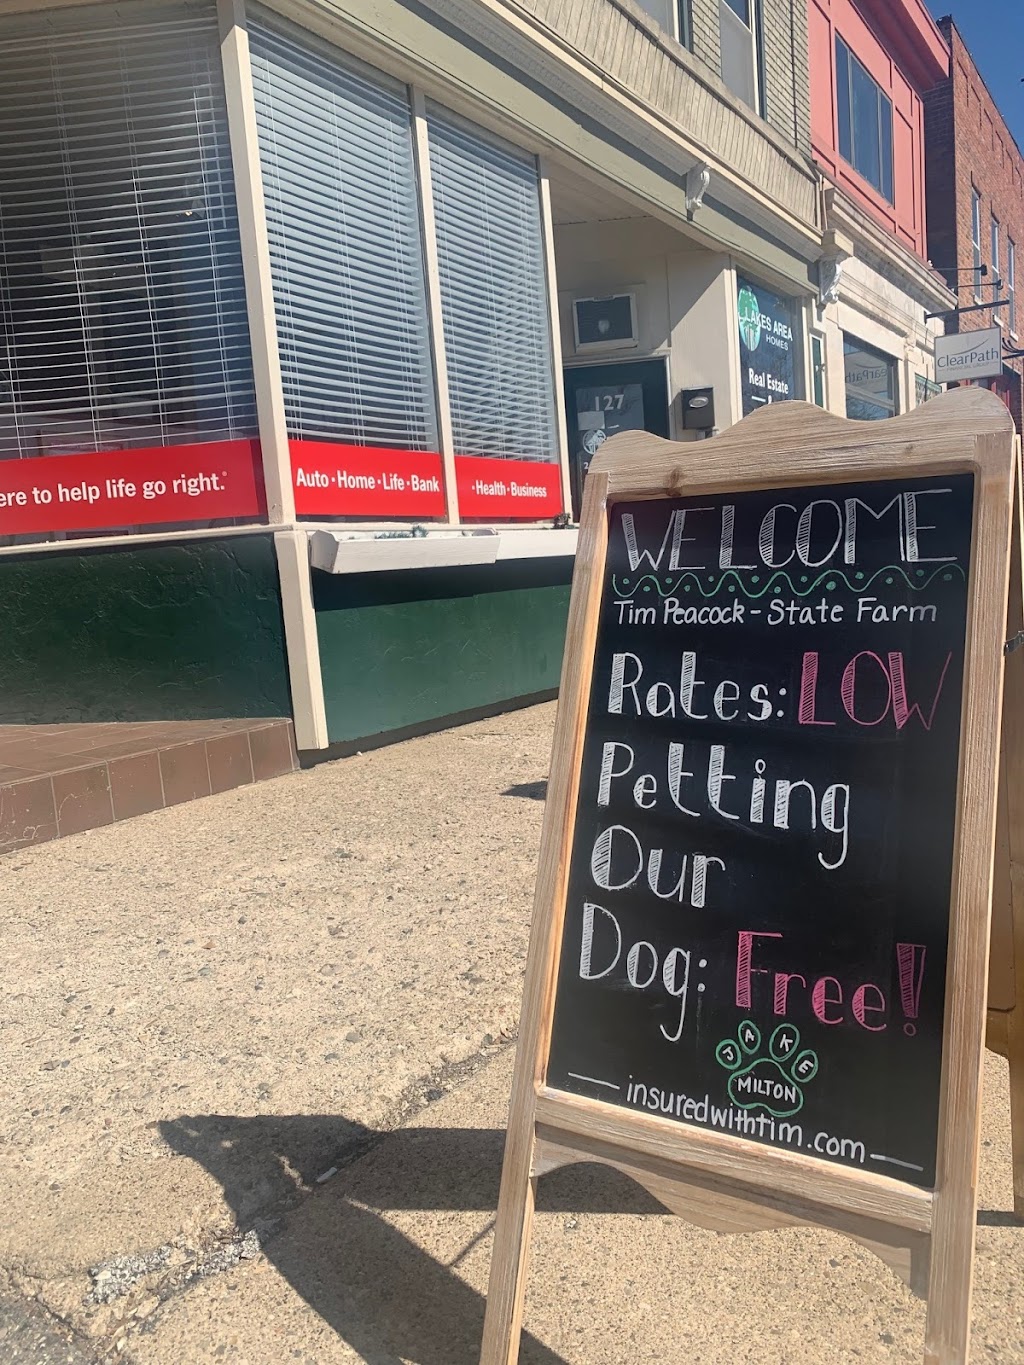 ere to help life go right.®
Auto · Home · Life · Bank
· Health · Business
127
LAKES AREA
HOMES
Real Estate
ClearPath
WELCOME
Tim Peacock - State Farm
Rates: LOW
Petting
Our
Dog: Free!
JAKE
MILTON
insuredwithtim.com